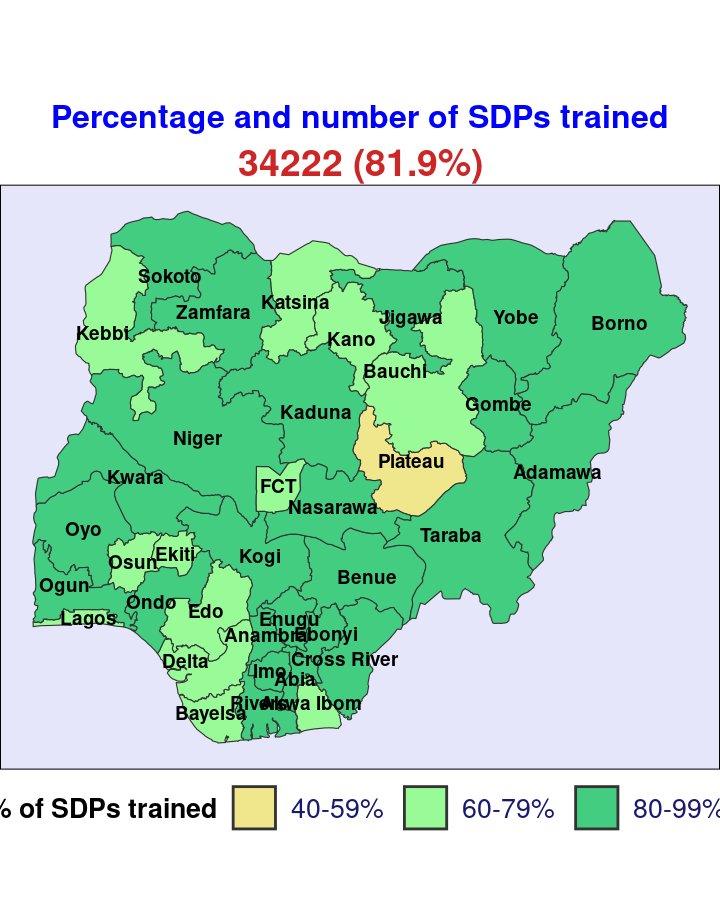 Percentage and number of SDPs trained
34222 (81.9%)
Sokoto
Zamfara
Katsina
Kebbi
Kano
Jigawa
Yobe
Borno
Bauchi
Kaduna
Gombe
Niger
Plateau
Adamawa
Kwara
FCT
Nasarawa
Oyo
Taraba
Osun
Ekiti
Kogi
Benue
Ogun
Ondo
Edo
Lagos
Enugu
Anambra
Ebonyi
Delta
Cross River
Imo
Abia
Bayelsa
Rivers
Akwa Ibom
% of SDPs trained 40-59% 60-79% 80-99%